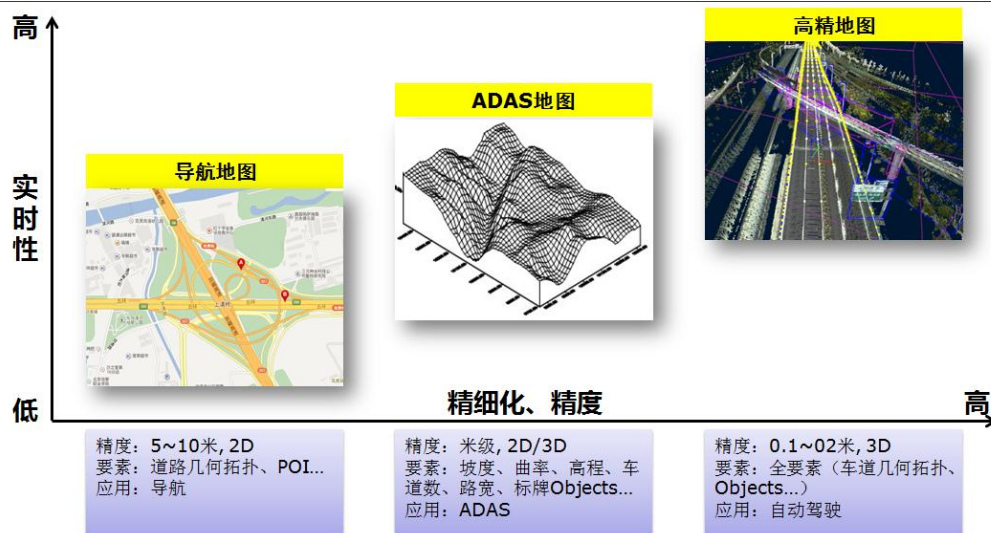 高
高精地图
ADAS地图
导航地图
实时性
A
B
上清桥
低
精细化、精度
高
精度：5~10米, 2D
要素：道路几何拓扑、POI…
应用：导航
精度：米级, 2D/3D
要素：坡度、曲率、高程、车
道数、路宽、标牌Objects…
应用：ADAS
精度：0.1~02米, 3D
要素：全要素（车道几何拓扑、
Objects…）
应用：自动驾驶